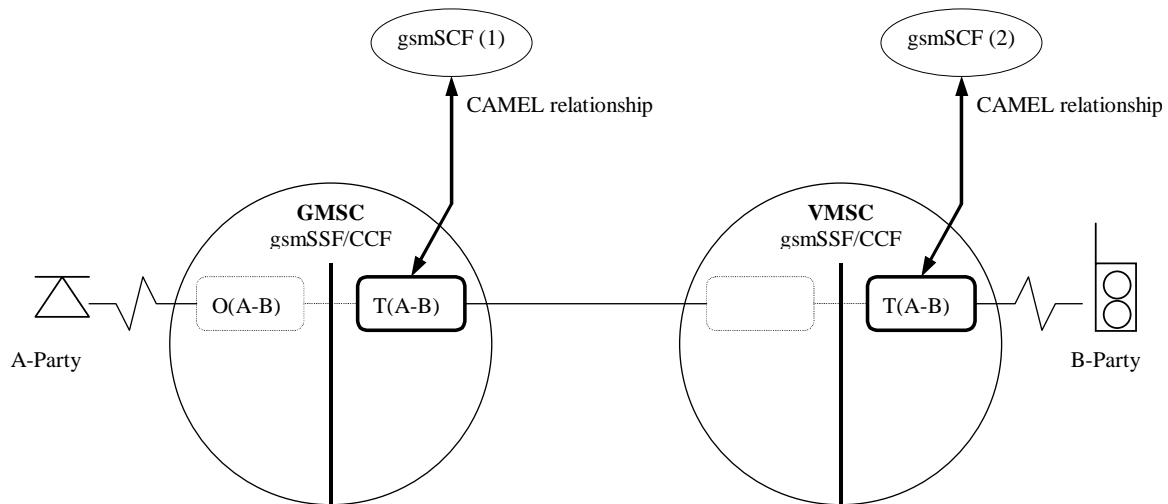 gsmSCF (1)
gsmSCF (2)
CAMEL relationship
CAMEL relationship
GMSC
gsmSSF/CCF
VMSC
gsmSSF/CCF
O(A-B)
T(A-B)
T(A-B)
A-Party
B-Party